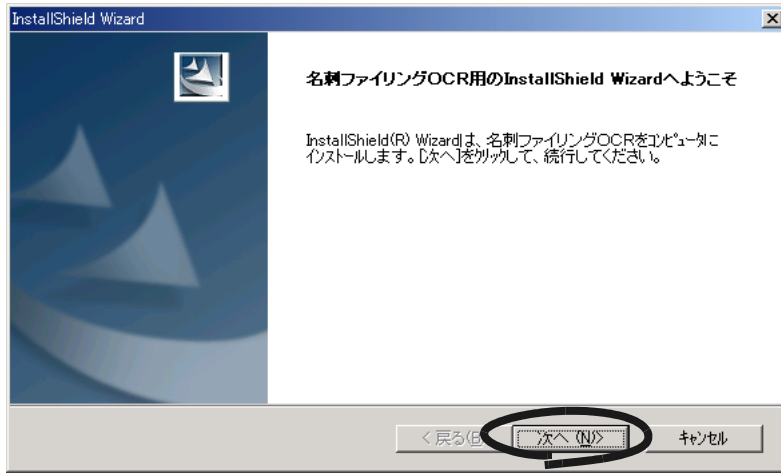 InstallShield Wizard
名刺ファイリングOCR用のInstallShield Wizardへようこそ
InstallShield(R) Wizardは、名刺ファイリングOCRをｺﾝﾋﾟｭｰﾀに
ｲﾝｽﾄｰﾙします。[次へ]をｸﾘｯｸして、続行してください。
< 戻る(B
次へ (N)>
ｷｬﾝｾﾙ